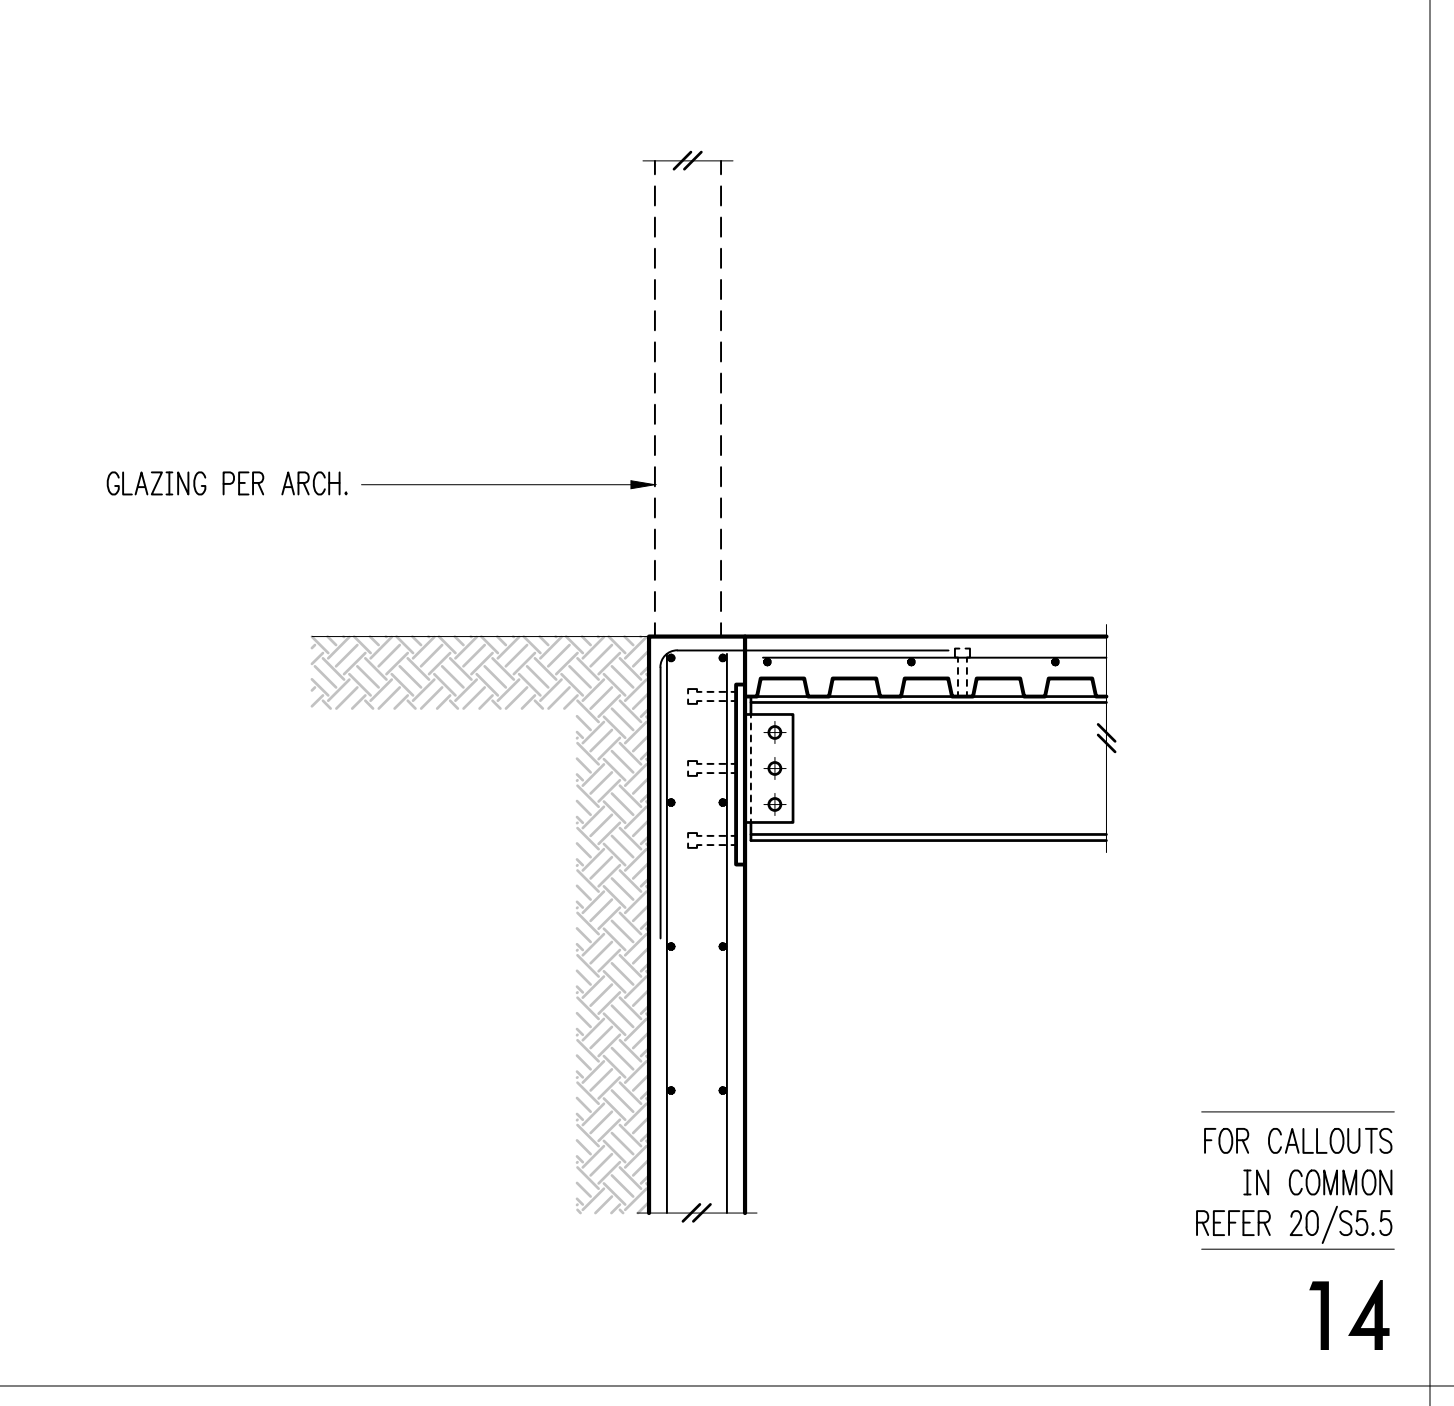 GLAZING PER ARCH.
FOR CALLOUTS
IN COMMON
REFER 20/S5.5
14